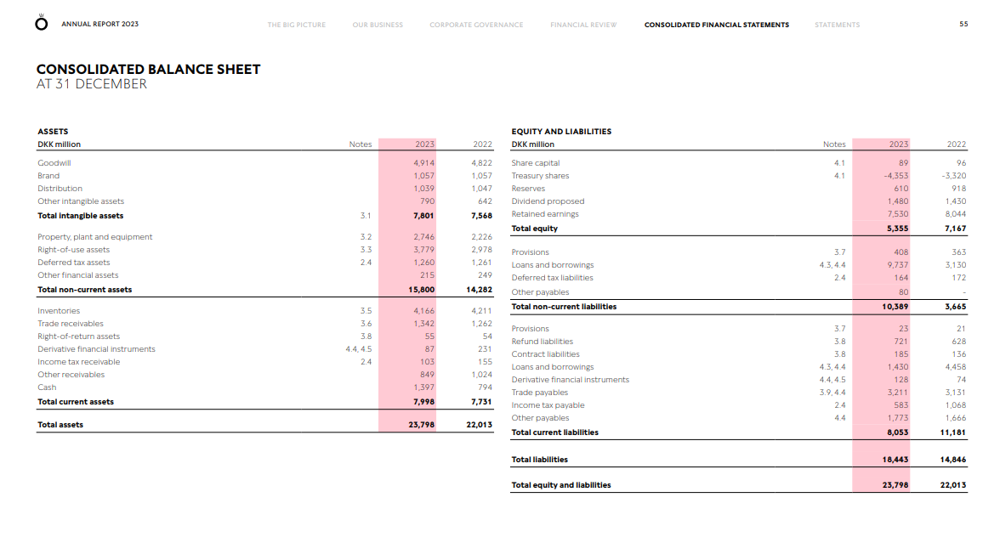 ANNUAL REPORT 2023 THE BIG PICTURE OUR BUSINESS CORPORATE GOVERNANCE FINANCIAL REVIEW CONSOLIDATED FINANCIAL STATEMENTS STATEMENTS 55
CONSOLIDATED BALANCE SHEET
AT 31 DECEMBER
ASSETS
DKK million Notes 2023 2022
Goodwill 4,914 4,822
Brand 1,057 1,057
Distribution 1,039 1,047
Other intangible assets 790 642
Total intangible assets 3.1 7,801 7,568
Property, plant and equipment 3.2 2,746 2,226
Right-of-use assets 3.3 3,779 2,978
Deferred tax assets 2.4 1,260 1,261
Other financial assets 215 249
Total non-current assets 15,800 14,282
Inventories 3.5 4,166 4,211
Trade receivables 3.6 1,342 1,262
Right-of-return assets 3.8 55 54
Derivative financial instruments 4.4, 4.5 87 231
Income tax receivable 2.4 103 155
Other receivables 849 1,024
Cash 1,397 794
Total current assets 7,998 7,731
Total assets 23,798 22,013
EQUITY AND LIABILITIES
DKK million Notes 2023 2022
Share capital 4.1 89 96
Treasury shares 4.1 -4,353 -3,320
Reserves 610 918
Dividend proposed 1,480 1,430
Retained earnings 7,530 8,044
Total equity 5,355 7,167
Provisions 3.7 408 363
Loans and borrowings 4.3, 4.4 9,737 3,130
Deferred tax liabilities 2.4 164 172
Other payables 80 -
Total non-current liabilities 10,389 3,665
Provisions 3.7 23 21
Refund liabilities 3.8 721 628
Contract liabilities 3.8 185 136
Loans and borrowings 4.3, 4.4 1,430 4,458
Derivative financial instruments 4.4, 4.5 128 74
Trade payables 3.9, 4.4 3,211 3,131
Income tax payable 2.4 583 1,068
Other payables 4.4 1,773 1,666
Total current liabilities 8,053 11,181
Total liabilities 18,443 14,846
Total equity and liabilities 23,798 22,013